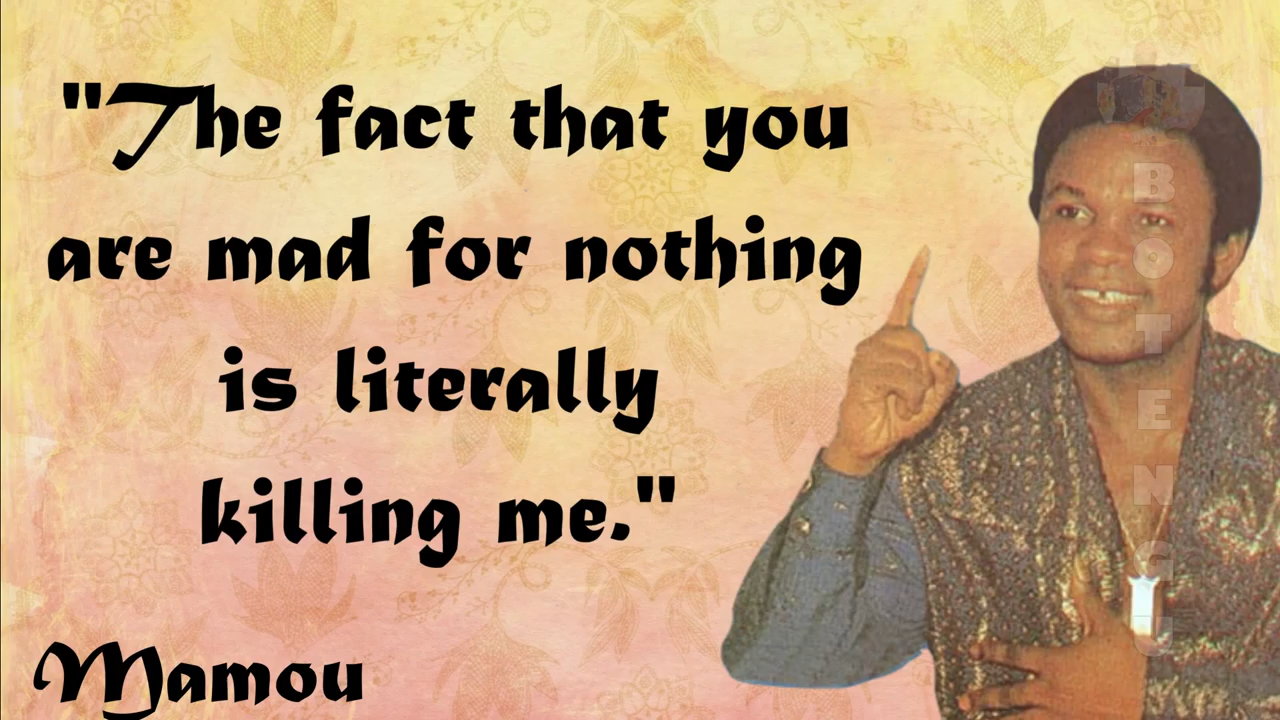 "The fact that you
are mad for nothing
is literally
killing me."
Mamou
BOTENGU